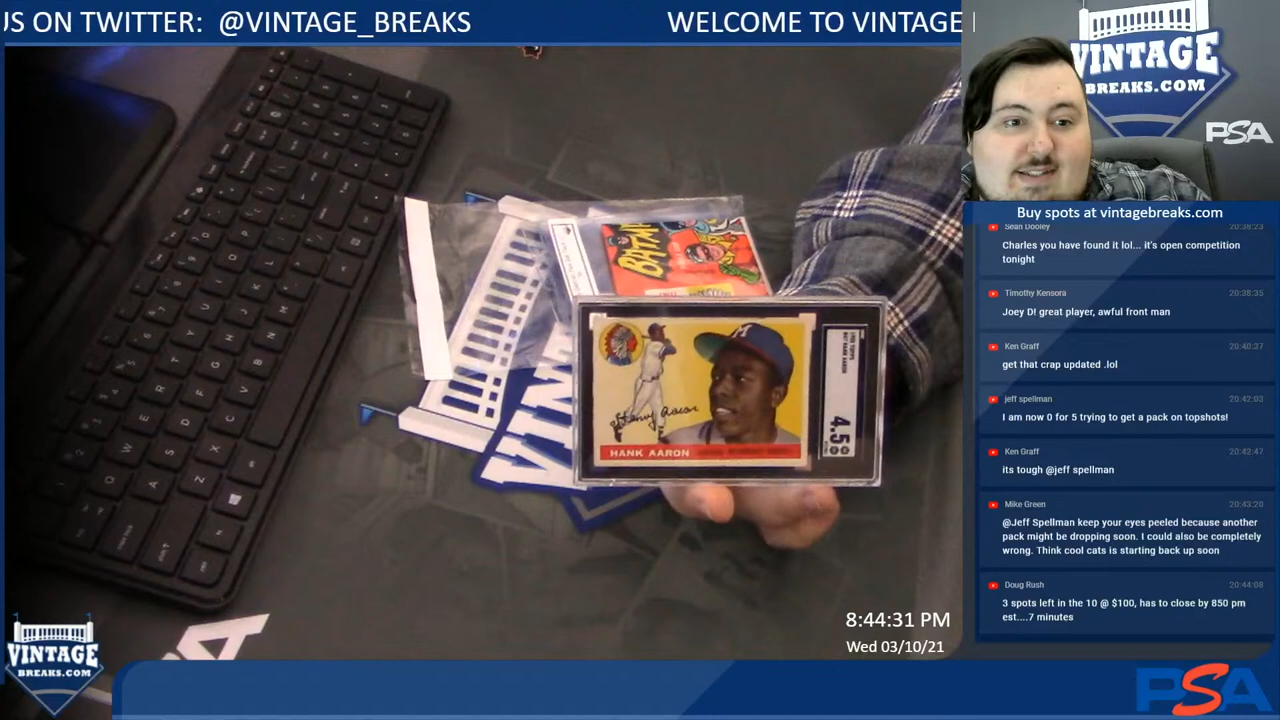 US ON TWITTER: @VINTAGE_BREAKS WELCOME TO VINTAGE
VINTAGE
BREAKS.COM
PSA
Buy spots at vintagebreaks.com
Sean Dooley 20:38:23
Charles you have found it lol... it's open competition
tonight
Timothy Kensora 20:38:35
Joey D! great player, awful front man
Ken Graff 20:40:27
get that crap updated .lol
jeff spellman 20:42:03
I am now 0 for 5 trying to get a pack on topshots!
Ken Graff 20:42:47
its tough @jeff spellman
Mike Green 20:43:20
@Jeff Spellman keep your eyes peeled because another
pack might be dropping soon. I could also be completely
wrong. Think cool cats is starting back up soon
Doug Rush 20:44:08
3 spots left in the 10 @ $100, has to close by 850 pm
est....7 minutes
BATMAN
M
Henry Aaron
HANK AARON
4.5
VIN
8:44:31 PM
Wed 03/10/21
VINTAGE
BREAKS.COM
PSA